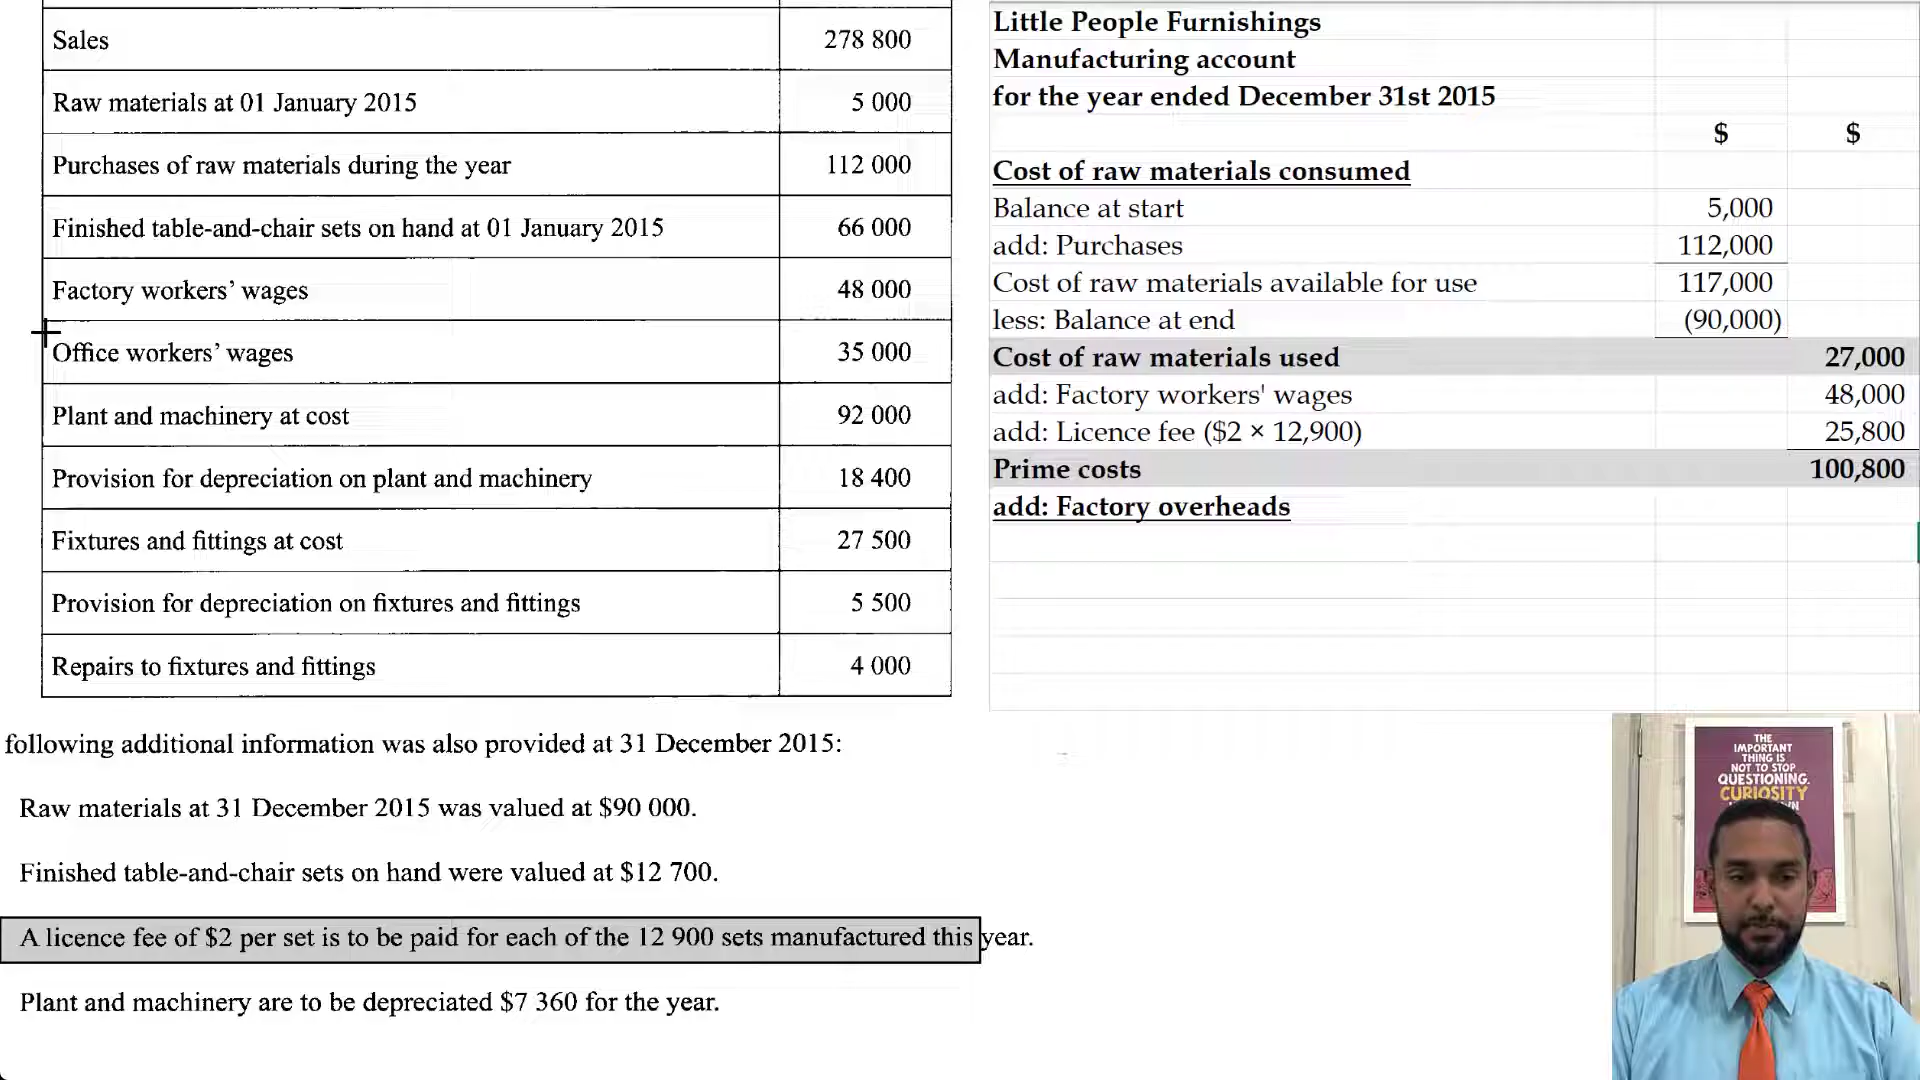 Sales 278 800
Raw materials at 01 January 2015 5 000
Purchases of raw materials during the year 112 000
Finished table-and-chair sets on hand at 01 January 2015 66 000
Factory workers' wages 48 000
Office workers' wages 35 000
Plant and machinery at cost 92 000
Provision for depreciation on plant and machinery 18 400
Fixtures and fittings at cost 27 500
Provision for depreciation on fixtures and fittings 5 500
Repairs to fixtures and fittings 4 000
following additional information was also provided at 31 December 2015:
Raw materials at 31 December 2015 was valued at $90 000.
Finished table-and-chair sets on hand were valued at $12 700.
A licence fee of $2 per set is to be paid for each of the 12 900 sets manufactured this year.
Plant and machinery are to be depreciated $7 360 for the year.
Little People Furnishings
Manufacturing account
for the year ended December 31st 2015
$ $
Cost of raw materials consumed
Balance at start 5,000
add: Purchases 112,000
Cost of raw materials available for use 117,000
less: Balance at end (90,000)
Cost of raw materials used 27,000
add: Factory workers' wages 48,000
add: Licence fee ($2 × 12,900) 25,800
Prime costs 100,800
add: Factory overheads
THE
IMPORTANT
THING IS
NOT TO STOP
QUESTIONING.
CURIOSITY